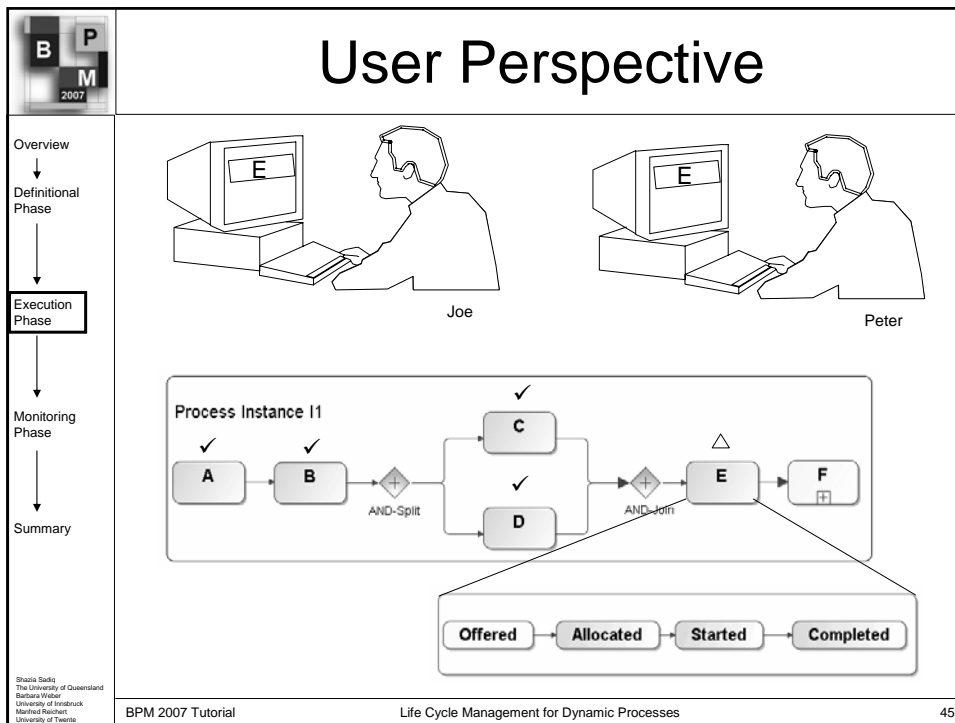 B P
M
2007
User Perspective
Overview
Definitional
Phase
Execution
Phase
Monitoring
Phase
Summary
E
E
Joe
Peter
Process Instance I1
A
B
AND-Split
C
D
AND-Join
E
F
Offered
Allocated
Started
Completed
Shazia Sadiq
The University of Queensland
Barbara Weber
University of Innsbruck
Manfred Reichert
University of Twente
BPM 2007 Tutorial
Life Cycle Management for Dynamic Processes
45